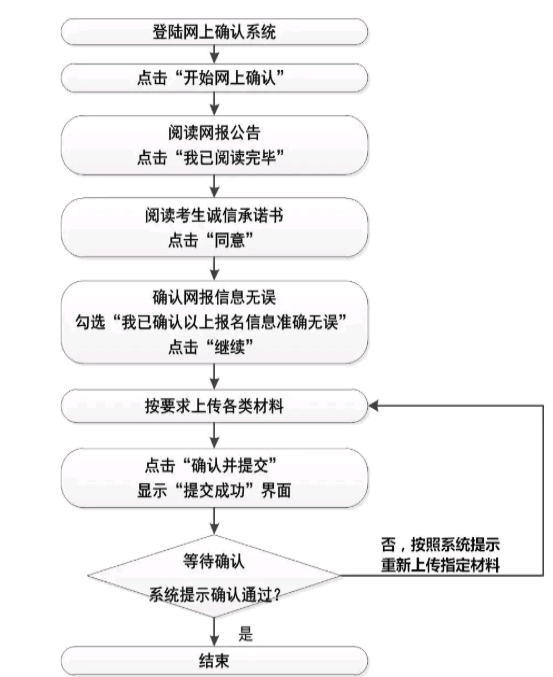 登陆网上确认系统
点击“开始网上确认”
阅读网报公告
点击“我已阅读完毕”
阅读考生诚信承诺书
点击“同意”
确认网报信息无误
勾选“我已确认以上报名信息准确无误”
点击“继续”
按要求上传各类材料
点击“确认并提交”
显示“提交成功”界面
等待确认
系统提示确认通过？
否，按照系统提示
重新上传指定材料
是
结束